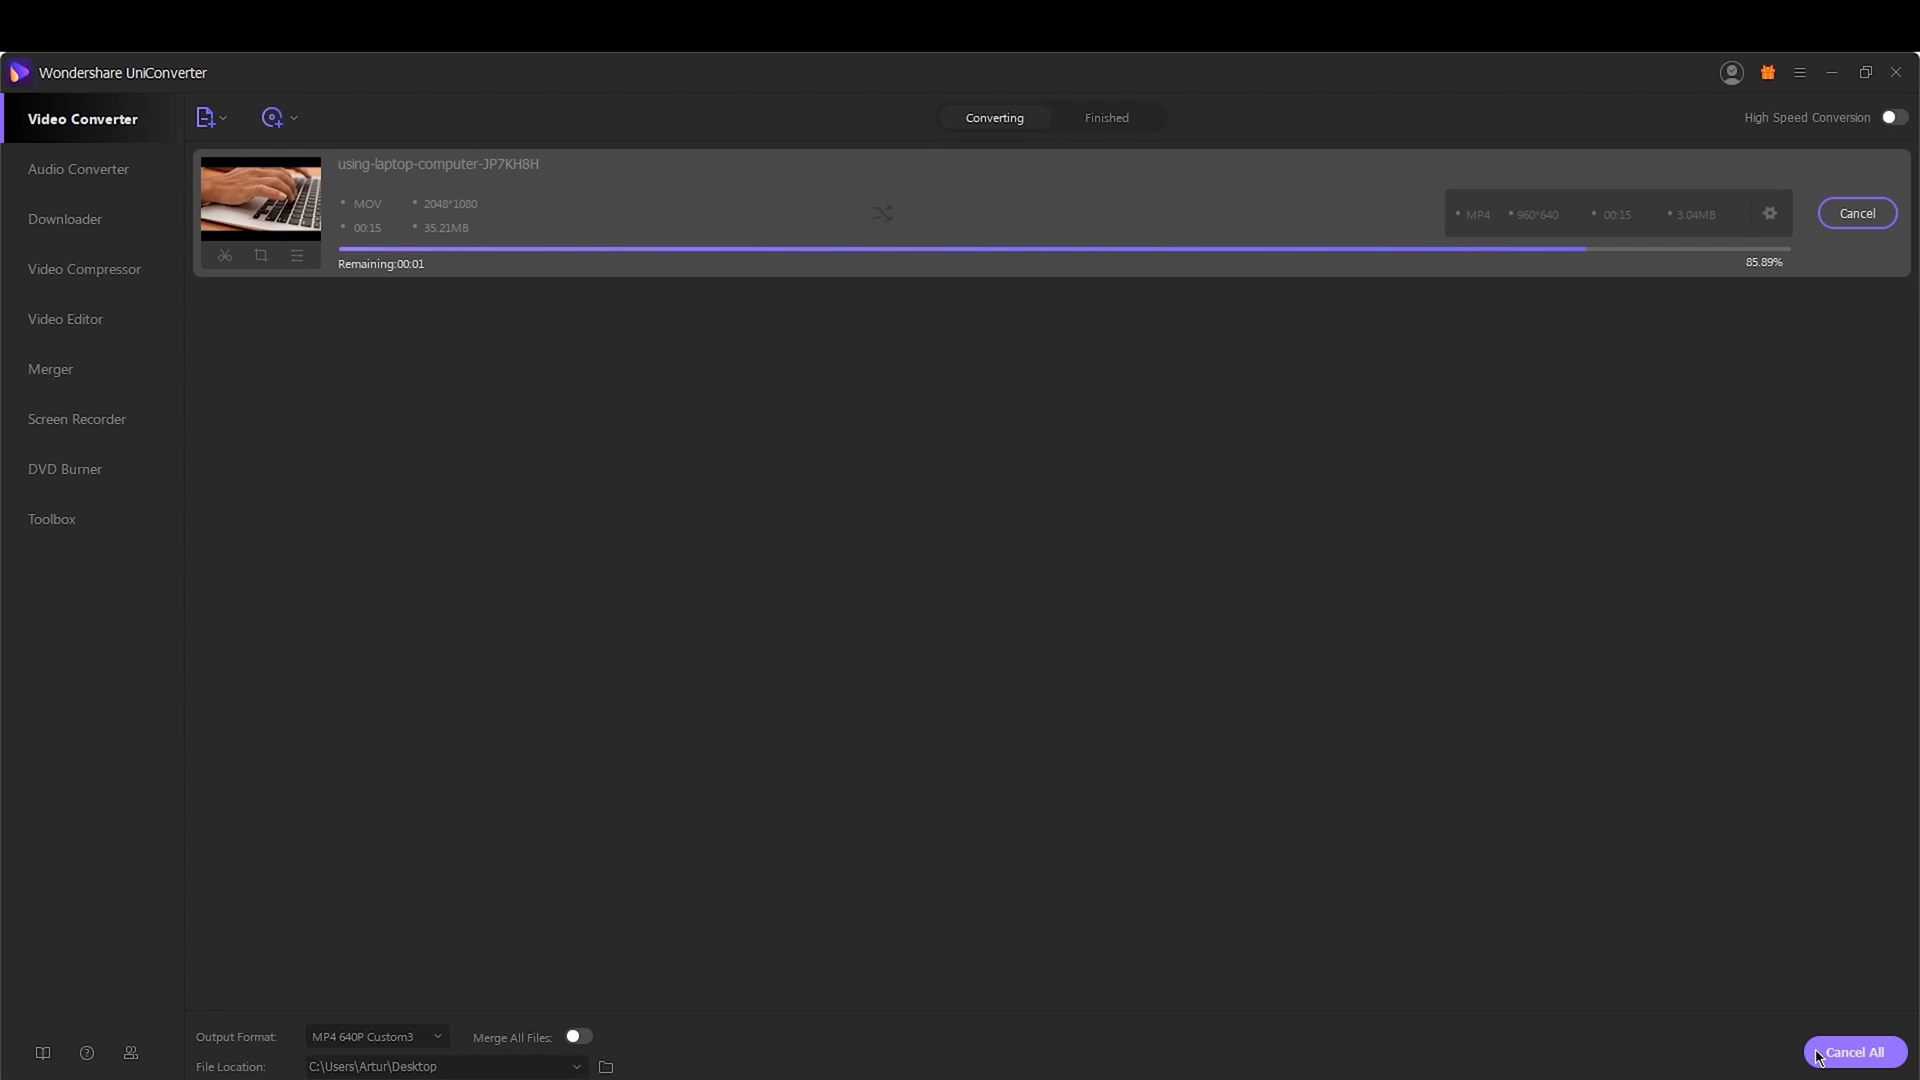 Wondershare UniConverter
Video Converter
Converting
Finished
High Speed Conversion
Audio Converter
Downloader
Video Compressor
Video Editor
Merger
Screen Recorder
DVD Burner
Toolbox
using-laptop-computer-JP7KH8H
• MOV • 2048*1080
• 00:15 • 35.21MB
• MP4 • 960*640 • 00:15 • 3.04MB
Cancel
Remaining:00:01
85.89%
Output Format: MP4 640P Custom3
Merge All Files:
File Location: C:\Users\Artur\Desktop
Cancel All